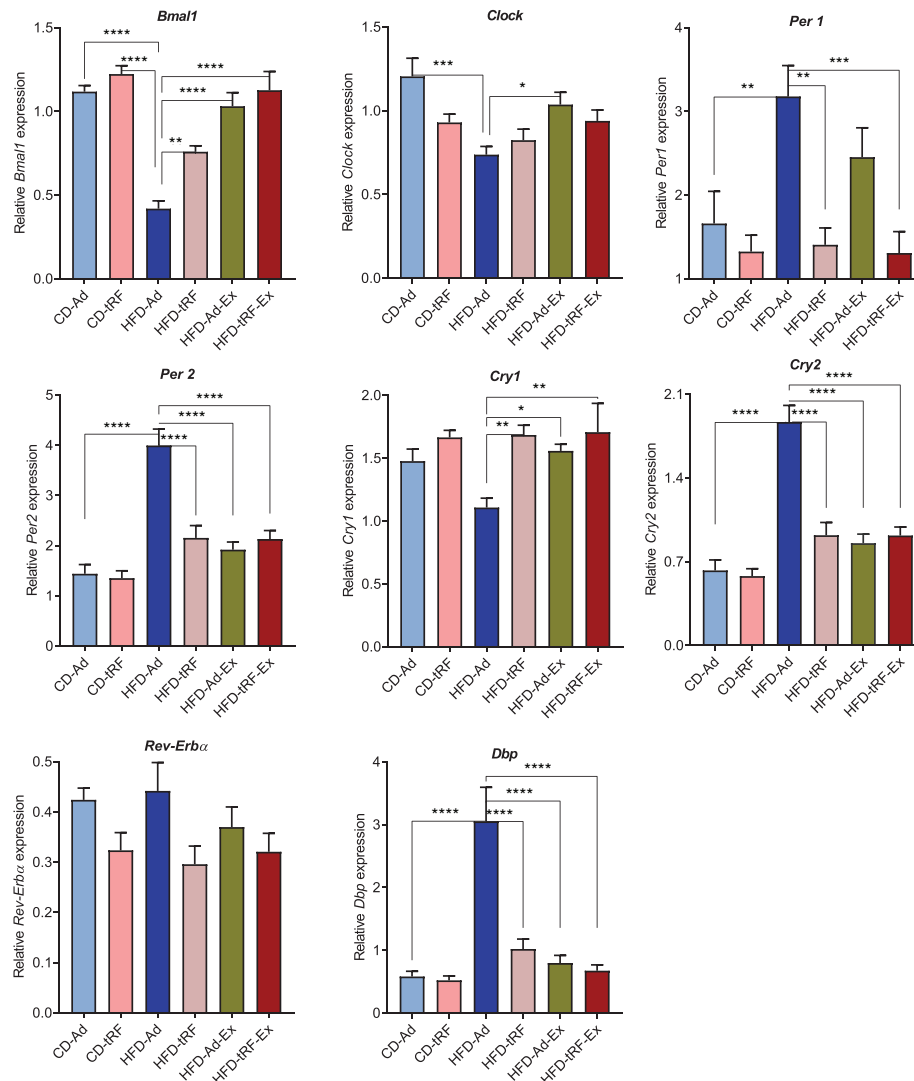 Bmal1
Relative Bmal1 expression
1.5
1.0
0.5
0.0
****
****
****
****
**
CD-Ad
CD-tRF
HFD-Ad
HFD-tRF
HFD-Ad-Ex
HFD-tRF-Ex
Clock
Relative Clock expression
1.5
1.0
0.5
0.0
***
*
CD-Ad
CD-tRF
HFD-Ad
HFD-tRF
HFD-Ad-Ex
HFD-tRF-Ex
Per 1
Relative Per1 expression
4
3
2
1
***
**
**
CD-Ad
CD-tRF
HFD-Ad
HFD-tRF
HFD-Ad-Ex
HFD-tRF-Ex
Per 2
Relative Per2 expression
5
4
3
2
1
0
****
****
****
****
CD-Ad
CD-tRF
HFD-Ad
HFD-tRF
HFD-Ad-Ex
HFD-tRF-Ex
Cry1
Relative Cry1 expression
2.0
1.5
1.0
0.5
0.0
**
*
**
CD-Ad
CD-tRF
HFD-Ad
HFD-tRF
HFD-Ad-Ex
HFD-tRF-Ex
Cry2
Relative Cry2 expression
2.1
1.4
0.7
0.0
****
****
****
****
CD-Ad
CD-tRF
HFD-Ad
HFD-tRF
HFD-Ad-Ex
HFD-tRF-Ex
Rev-Erbα
Relative Rev-Erbα expression
0.5
0.4
0.3
0.2
0.1
0.0
CD-Ad
CD-tRF
HFD-Ad
HFD-tRF
HFD-Ad-Ex
HFD-tRF-Ex
Dbp
Relative Dbp expression
4
3
2
1
0
****
****
****
****
CD-Ad
CD-tRF
HFD-Ad
HFD-tRF
HFD-Ad-Ex
HFD-tRF-Ex